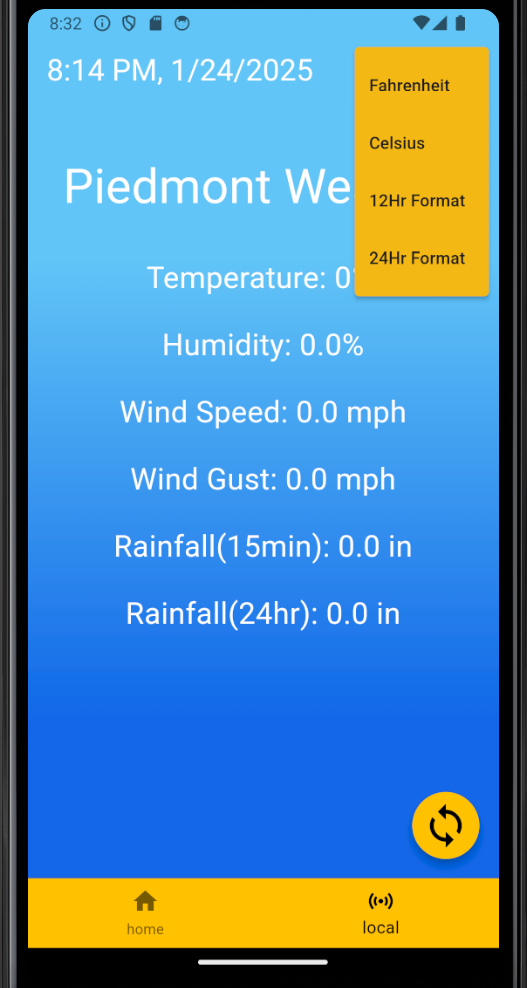 8:32
8:14 PM, 1/24/2025
Fahrenheit
Celsius
12Hr Format
24Hr Format
Piedmont We
Temperature: 0°
Humidity: 0.0%
Wind Speed: 0.0 mph
Wind Gust: 0.0 mph
Rainfall(15min): 0.0 in
Rainfall(24hr): 0.0 in
home
local